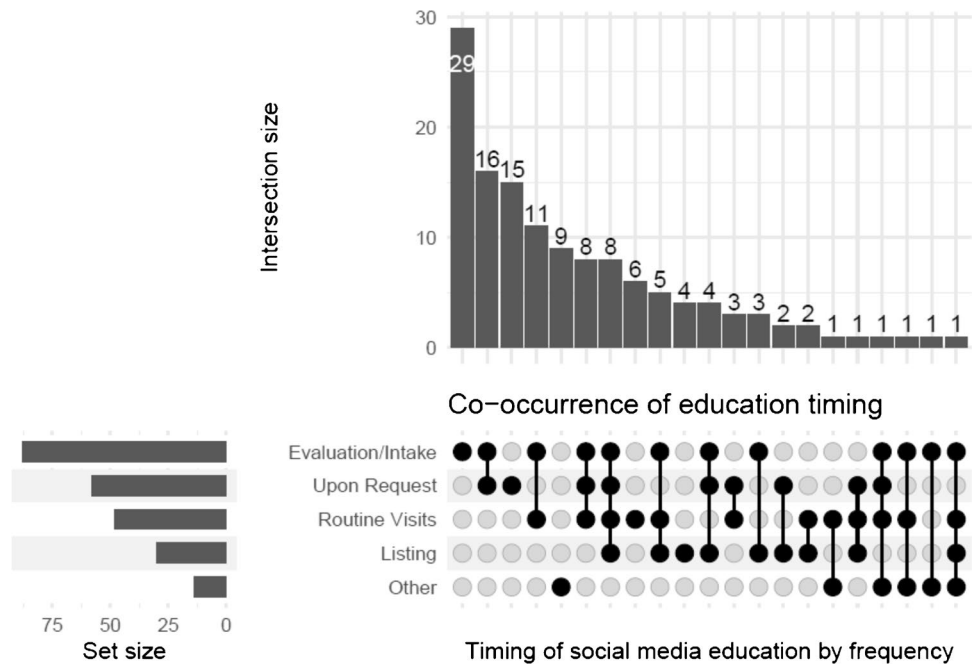 30
20
10
0
Intersection size
29
16
15
11
9
8
8
6
5
4
4
3
3
2
2
1
1
1
1
1
1
Co-occurrence of education timing
Evaluation/Intake
Upon Request
Routine Visits
Listing
Other
75 50 25 0
Set size
Timing of social media education by frequency